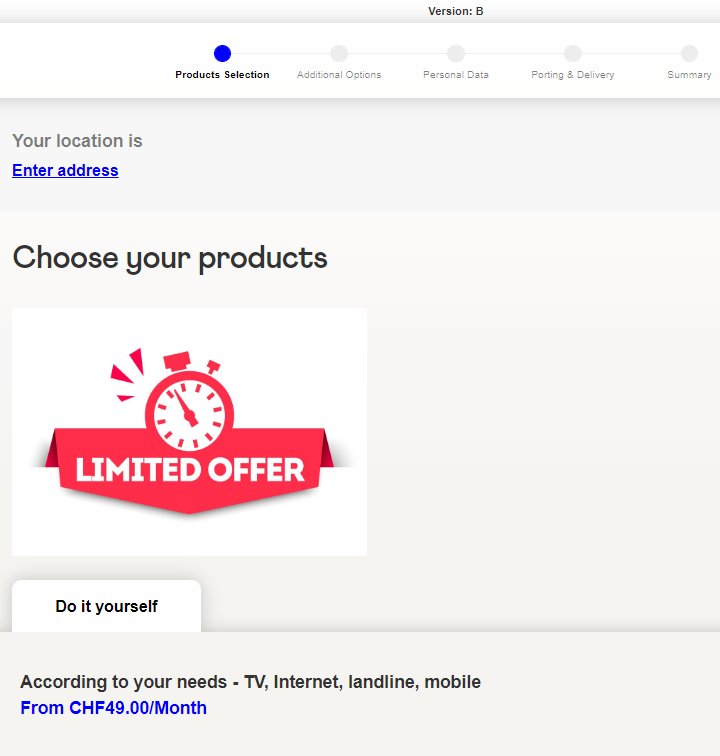 Version: B
Products Selection
Additional Options
Personal Data
Porting & Delivery
Summary
Your location is
Enter address
Choose your products
LIMITED OFFER
Do it yourself
According to your needs - TV, Internet, landline, mobile
From CHF49.00/Month